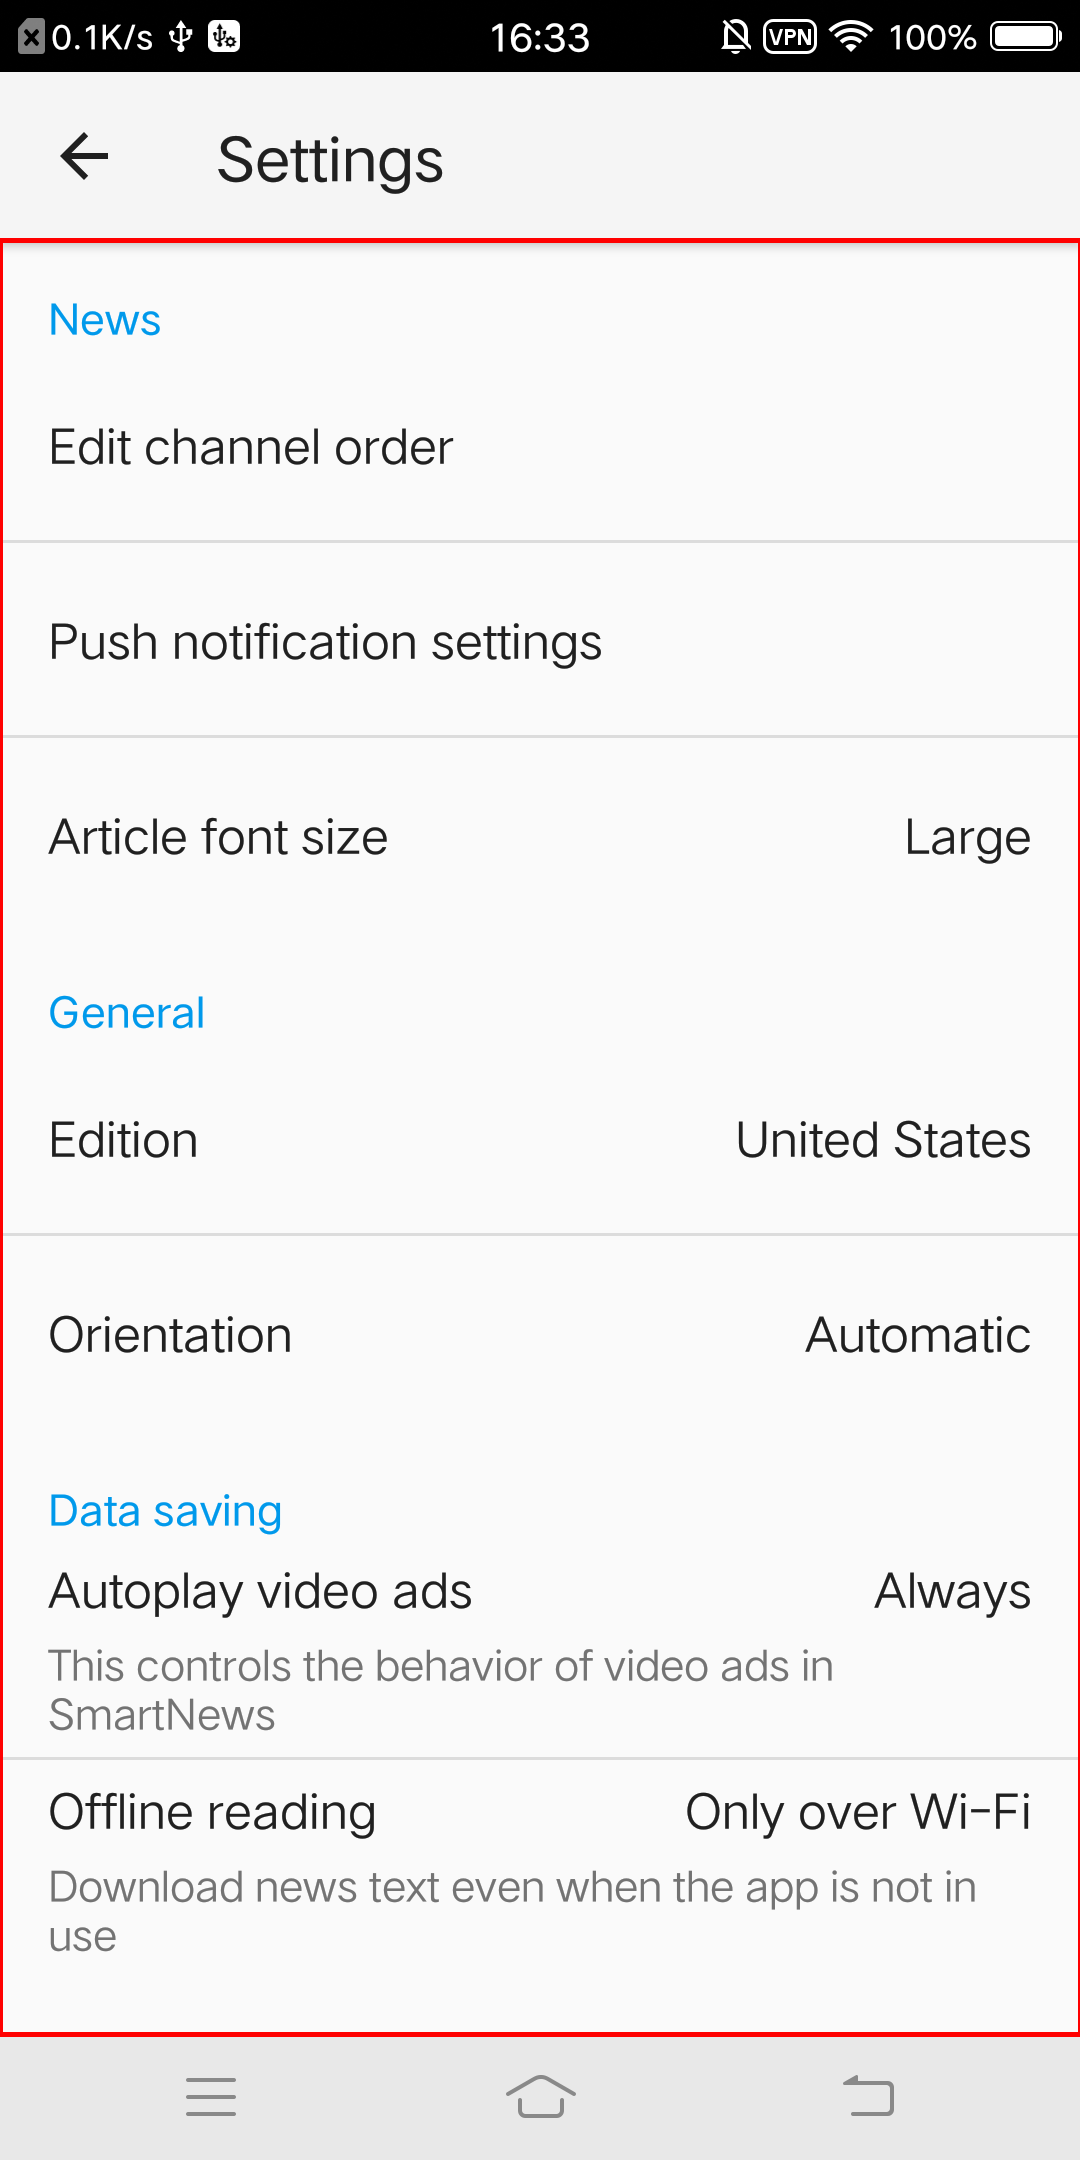 0.1K/s 16:33 VPN 100%
Settings
News
Edit channel order
Push notification settings
Article font size Large
General
Edition United States
Orientation Automatic
Data saving
Autoplay video ads Always
This controls the behavior of video ads in
SmartNews
Offline reading Only over Wi-Fi
Download news text even when the app is not in
use